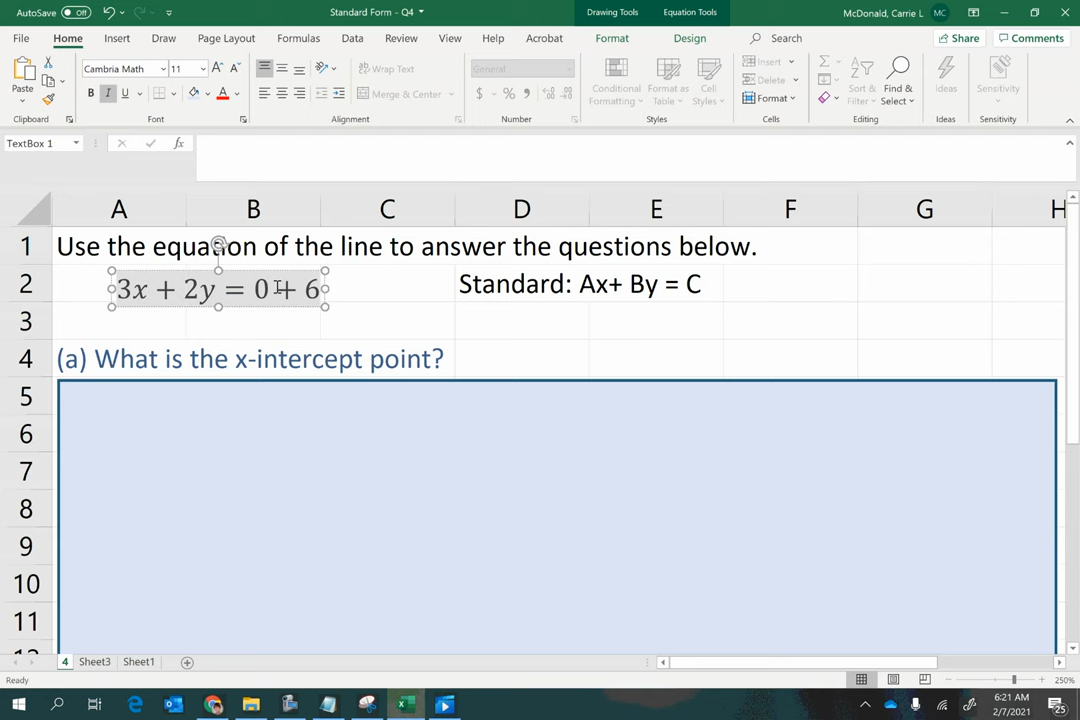 AutoSave Off
Standard Form - Q4
Drawing Tools
Equation Tools
McDonald, Carrie L
MC
File Home Insert Draw Page Layout Formulas Data Review View Help Acrobat Format Design Search
Share
Comments
Paste
Cambria Math 11
B I U
Wrap Text
Merge & Center
General
$ % 9
Conditional Formatting
Format as Table
Cell Styles
Insert
Delete
Format
Sort & Filter
Find & Select
Ideas
Sensitivity
Clipboard Font Alignment Number Styles Cells Editing Ideas Sensitivity
TextBox 1
fx
A B C D E F G H
1 Use the equation of the line to answer the questions below.
2 3x + 2y = 0 + 6 Standard: Ax+ By = C
3
4 (a) What is the x-intercept point?
5
6
7
8
9
10
11
12
4 Sheet3 Sheet1
Ready
250%
6:21 AM
2/7/2021
25